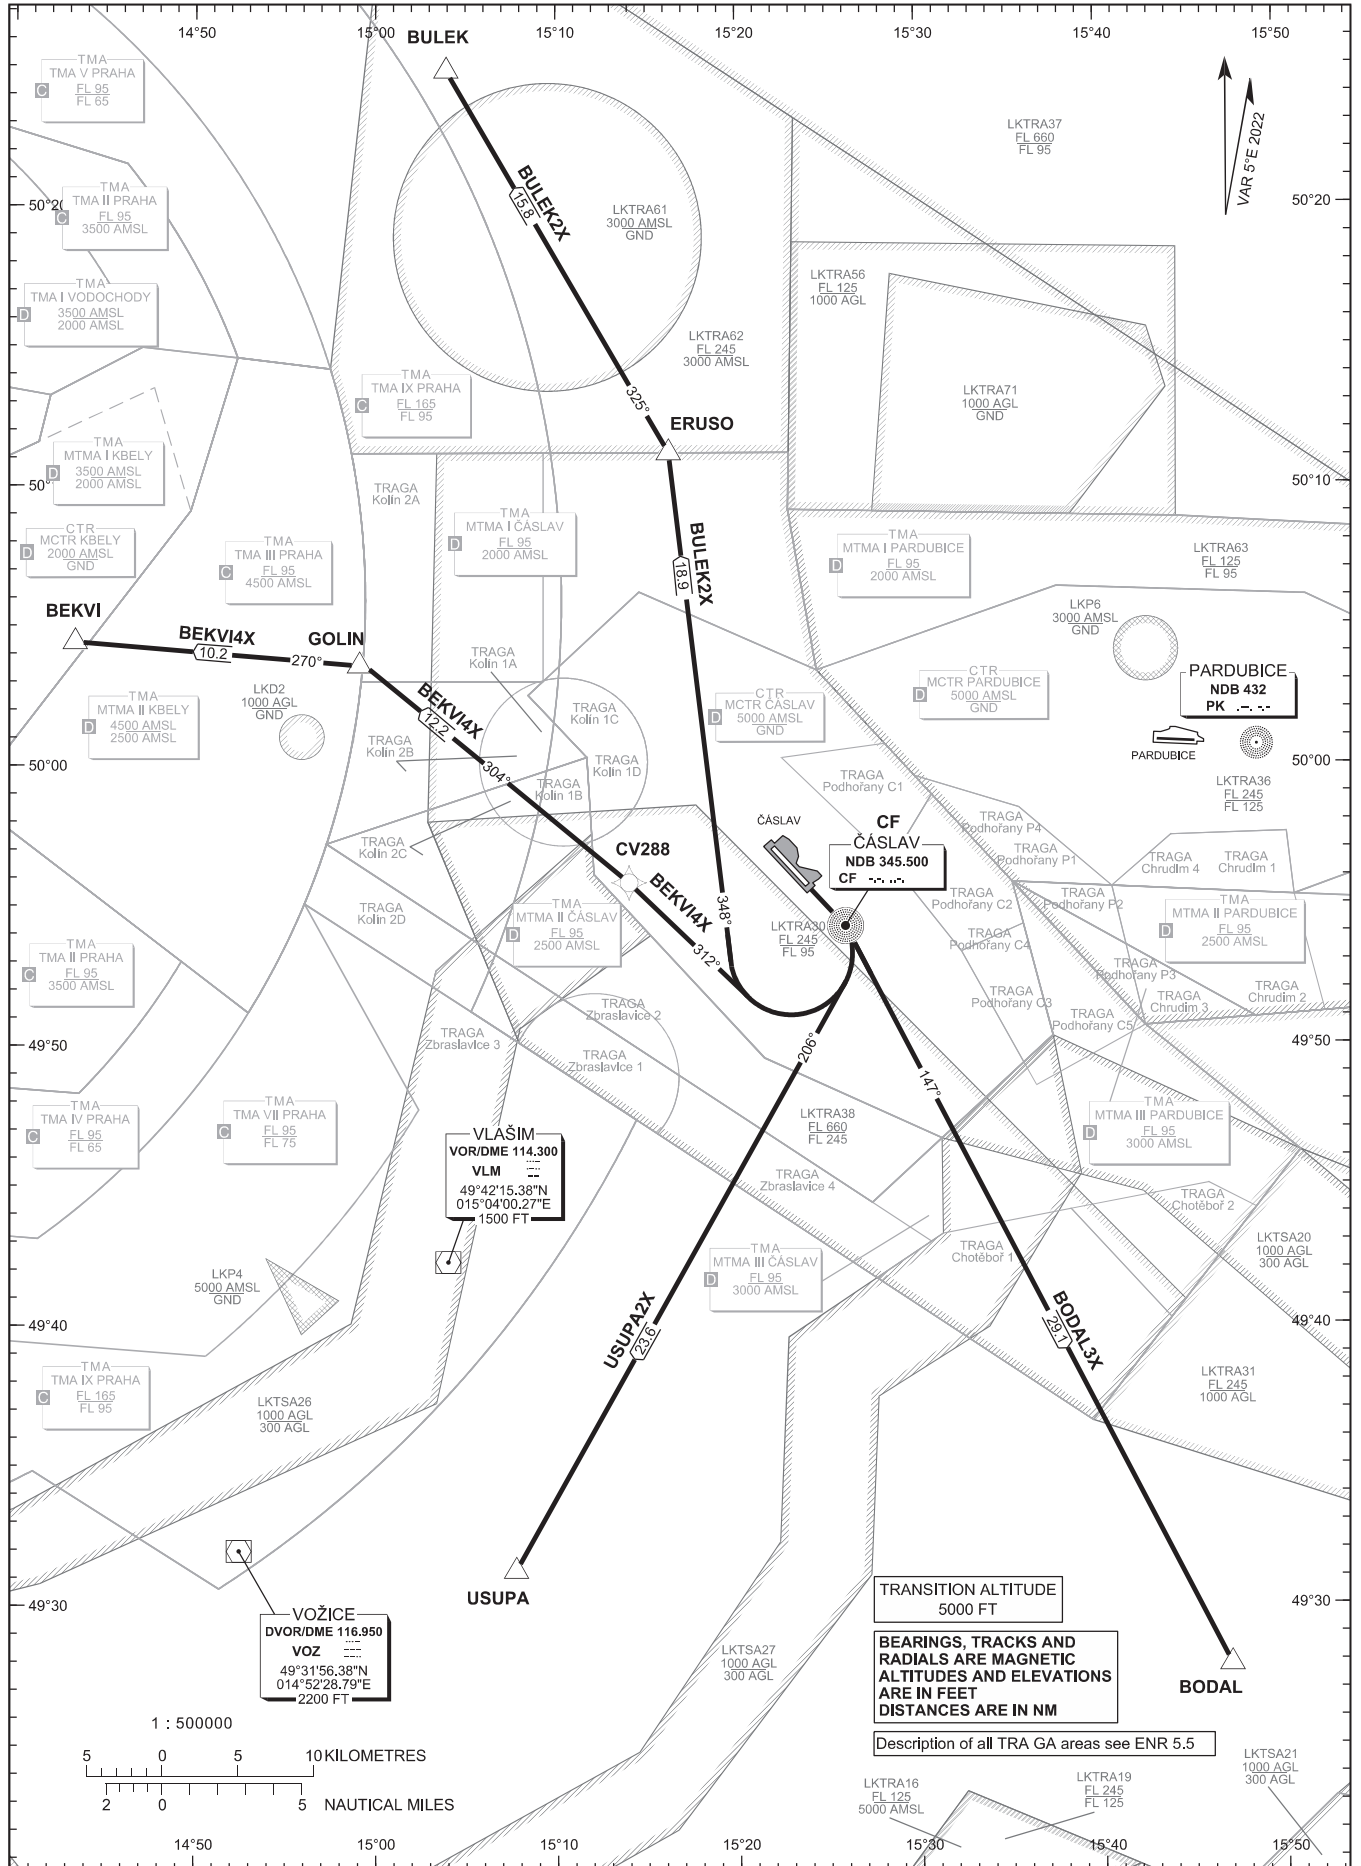 14°50
15°00
15°10
15°20
15°30
15°40
15°50
BULEK
TMA
TMA V PRAHA
FL 95
FL 65
C
LKTRA37
FL 660
FL 95
VAR 5°E 2022
BULEK2X
15.8
TMA
TMA II PRAHA
FL 95
3500 AMSL
C
50°20
50°20
LKTRA61
3000 AMSL
GND
LKTRA56
FL 125
1000 AGL
TMA
TMA I VODOCHODY
3500 AMSL
2000 AMSL
D
LKTRA62
FL 245
3000 AMSL
TMA
TMA IX PRAHA
FL 165
FL 95
C
325°
LKTRA71
1000 AGL
GND
ERUSO
TMA
MTMA I KBELY
3500 AMSL
2000 AMSL
D
50°
50°10
TRAGA
Kolín 2A
TMA
MTMA I ČÁSLAV
FL 95
2000 AMSL
D
CTR
MCTR KBELY
2000 AMSL
GND
D
TMA
TMA III PRAHA
FL 95
4500 AMSL
C
BULEK2X
18.9
TMA
MTMA I PARDUBICE
FL 95
2000 AMSL
D
LKTRA63
FL 125
FL 95
BEKVI
BEKVI4X
10.2
270°
GOLIN
LKP6
3000 AMSL
GND
TRAGA
Kolín 1A
PARDUBICE
NDB 432
PK .--. -.-
PARDUBICE
CTR
MCTR PARDUBICE
5000 AMSL
GND
D
CTR
MCTR ČÁSLAV
5000 AMSL
GND
D
LKD2
1000 AGL
GND
TMA
MTMA II KBELY
4500 AMSL
2500 AMSL
D
BEKVI4X
12.2
304°
TRAGA
Kolín 1C
TRAGA
Kolín 2B
TRAGA
Kolín 1D
TRAGA
Kolín 1B
50°00
50°00
TRAGA
Podhořany C1
LKTRA36
FL 245
FL 125
TRAGA
Podhořany P4
TRAGA
Podhořany P1
ČÁSLAV
CF
ČÁSLAV
NDB 345.500
CF -.-. ..-.
TRAGA
Kolín 2C
CV288
BEKVI4X
312°
TRAGA
Chrudim 4
TRAGA
Chrudim 1
TRAGA
Kolín 2D
TMA
MTMA II ČÁSLAV
FL 95
2500 AMSL
D
348°
LKTRA30
FL 245
FL 95
TRAGA
Podhořany C2
TRAGA
Podhořany P2
TRAGA
Podhořany C4
TMA
MTMA II PARDUBICE
FL 95
2500 AMSL
D
TMA
TMA II PRAHA
FL 95
3500 AMSL
C
TRAGA
Podhořany P3
TRAGA
Podhořany C3
TRAGA
Chrudim 3
TRAGA
Chrudim 2
TRAGA
Podhořany C5
TRAGA
Zbraslavice 2
TRAGA
Zbraslavice 3
TRAGA
Zbraslavice 1
49°50
49°50
206°
147°
TMA
TMA IV PRAHA
FL 95
FL 65
C
TMA
TMA VII PRAHA
FL 95
FL 75
C
LKTRA38
FL 660
FL 245
TMA
MTMA III PARDUBICE
FL 95
3000 AMSL
D
VLAŠIM
VOR/DME 114.300
VLM
49°42'15.38"N
015°04'00.27"E
1500 FT
TRAGA
Zbraslavice 4
TRAGA
Chotěboř 2
TRAGA
Chotěboř 1
LKTSA20
1000 AGL
300 AGL
LKP4
5000 AMSL
GND
TMA
MTMA III ČÁSLAV
FL 95
3000 AMSL
D
49°40
49°40
USUPA2X
23.6
BODAL3X
29.1
TMA
TMA IX PRAHA
FL 165
FL 95
C
LKTSA26
1000 AGL
300 AGL
LKTRA31
FL 245
1000 AGL
USUPA
49°30
49°30
VOŽICE
DVOR/DME 116.950
VOZ
49°31'56.38"N
014°52'28.79"E
2200 FT
TRANSITION ALTITUDE
5000 FT
LKTSA27
1000 AGL
300 AGL
BEARINGS, TRACKS AND
RADIALS ARE MAGNETIC
ALTITUDES AND ELEVATIONS
ARE IN FEET
DISTANCES ARE IN NM
BODAL
Description of all TRA GA areas see ENR 5.5
1 : 500000
5 0 5 10 KILOMETRES
2 0 5 NAUTICAL MILES
LKTRA16
FL 125
5000 AMSL
LKTRA19
FL 245
FL 125
LKTSA21
1000 AGL
300 AGL
14°50
15°00
15°10
15°20
15°30
15°40
15°50